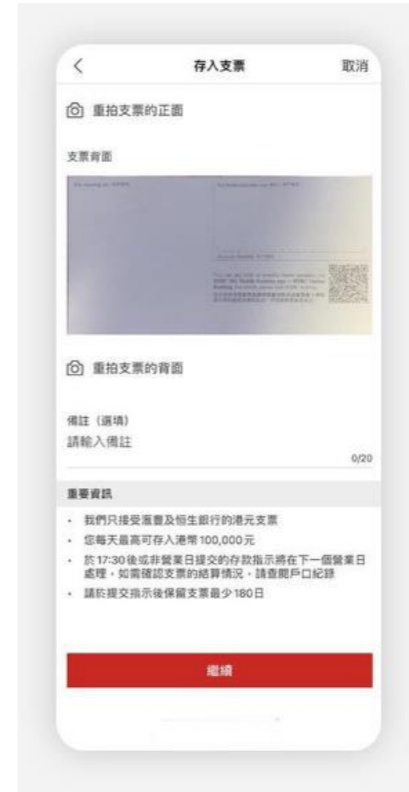 存入支票
取消
重拍支票的正面
支票背面
重拍支票的背面
備註（選填）
請輸入備註
0/20
重要資訊
· 我們只接受滙豐及恒生銀行的港元支票
· 您每天最高可存入港幣100,000元
· 於17:30後或非營業日提交的存款指示將在下一個營業日
處理，如需確認支票的結算情況，請查閱戶口紀錄
· 請於提交指示後保留支票最少180日
繼續